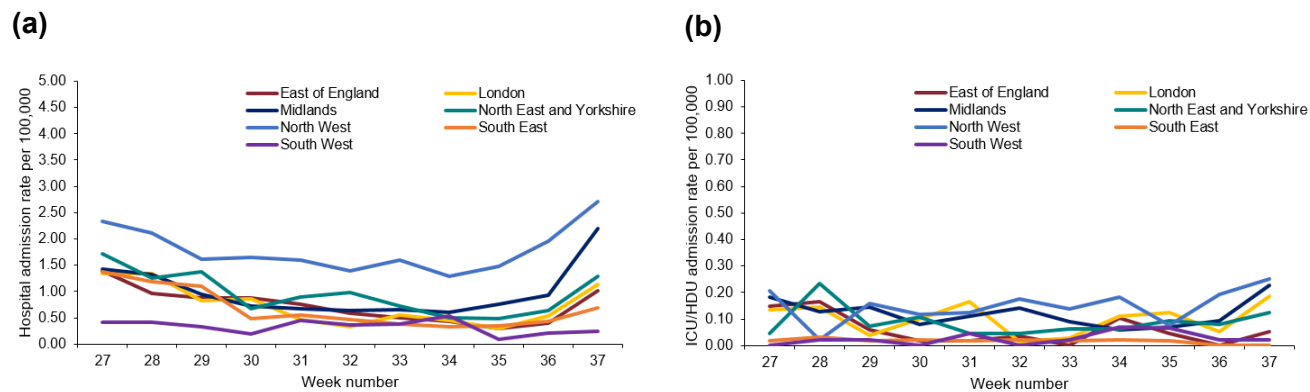 (a)
Hospital admission rate per 100,000
5.00
4.50
4.00
3.50
3.00
2.50
2.00
1.50
1.00
0.50
0.00
East of England London
Midlands North East and Yorkshire
North West South East
South West
27 28 29 30 31 32 33 34 35 36 37
Week number
(b)
ICU/HDU admission rate per 100,000
1.00
0.90
0.80
0.70
0.60
0.50
0.40
0.30
0.20
0.10
0.00
East of England London
Midlands North East and Yorkshire
North West South East
South West
27 28 29 30 31 32 33 34 35 36 37
Week number